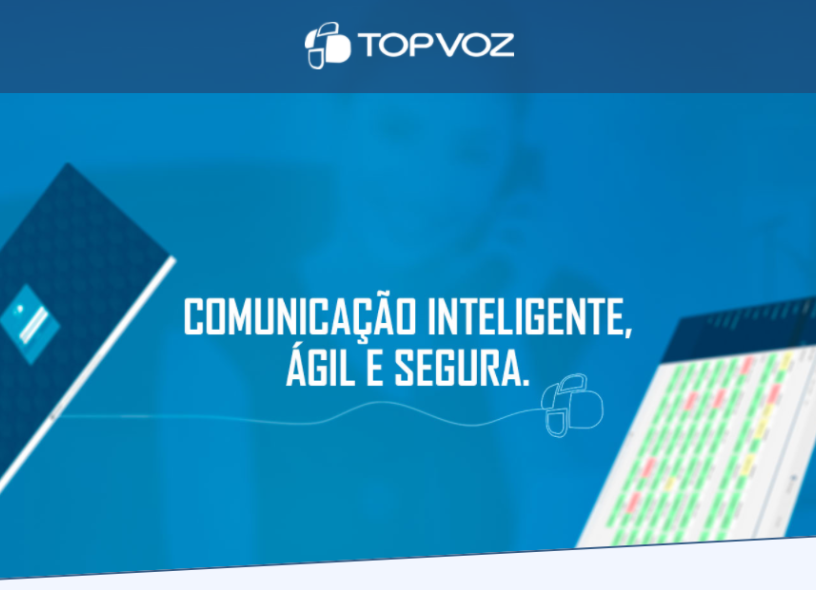 TOPVOZ
COMUNICAÇÃO INTELIGENTE,
ÁGIL E SEGURA.